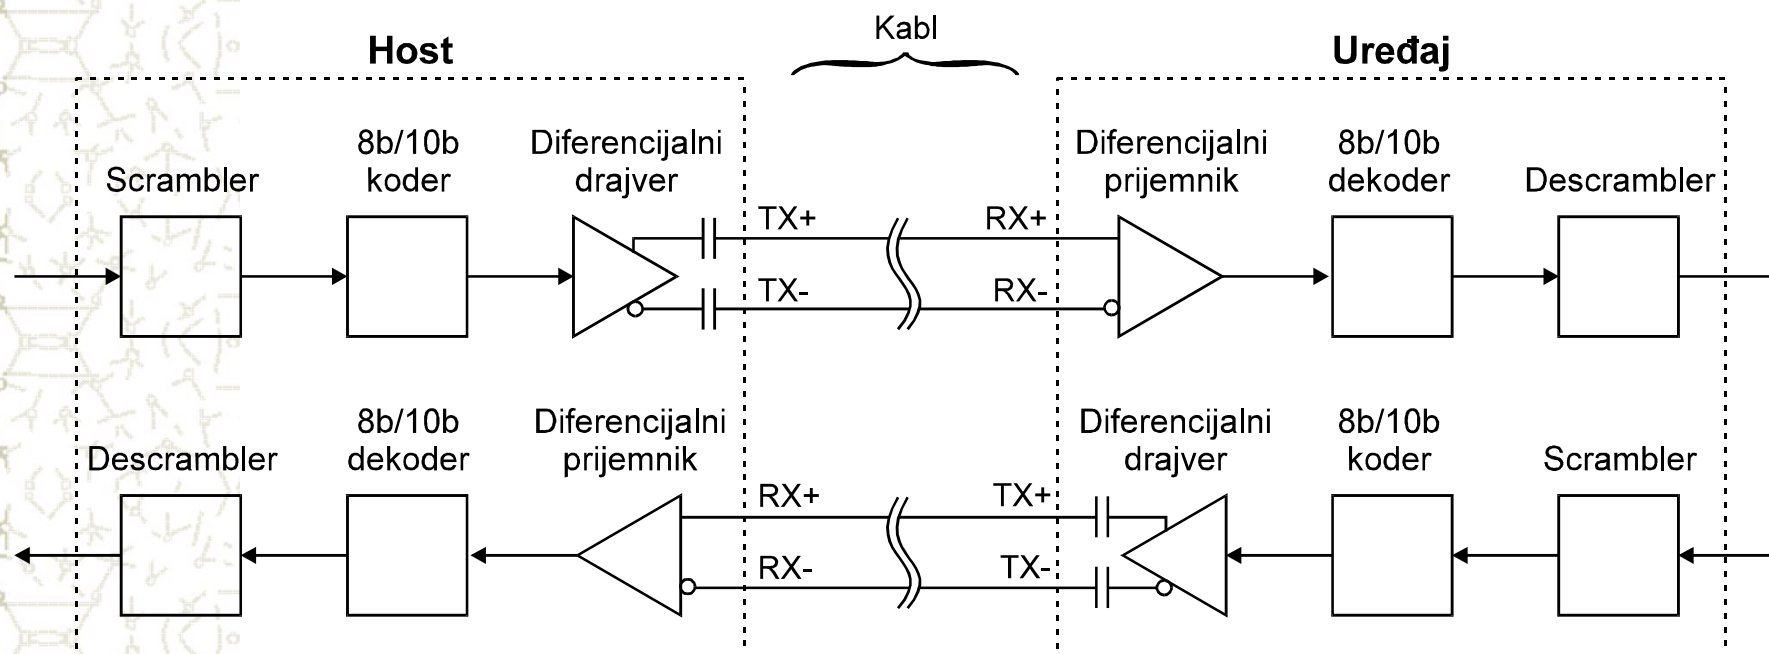 Kabl
Host
Uređaj
Scrambler
8b/10b
koder
Diferencijalni
drajver
TX+
TX-
RX+
RX-
Diferencijalni
prijemnik
8b/10b
dekoder
Descrambler
Descrambler
8b/10b
dekoder
Diferencijalni
prijemnik
RX+
RX-
TX+
TX-
Diferencijalni
drajver
8b/10b
koder
Scrambler